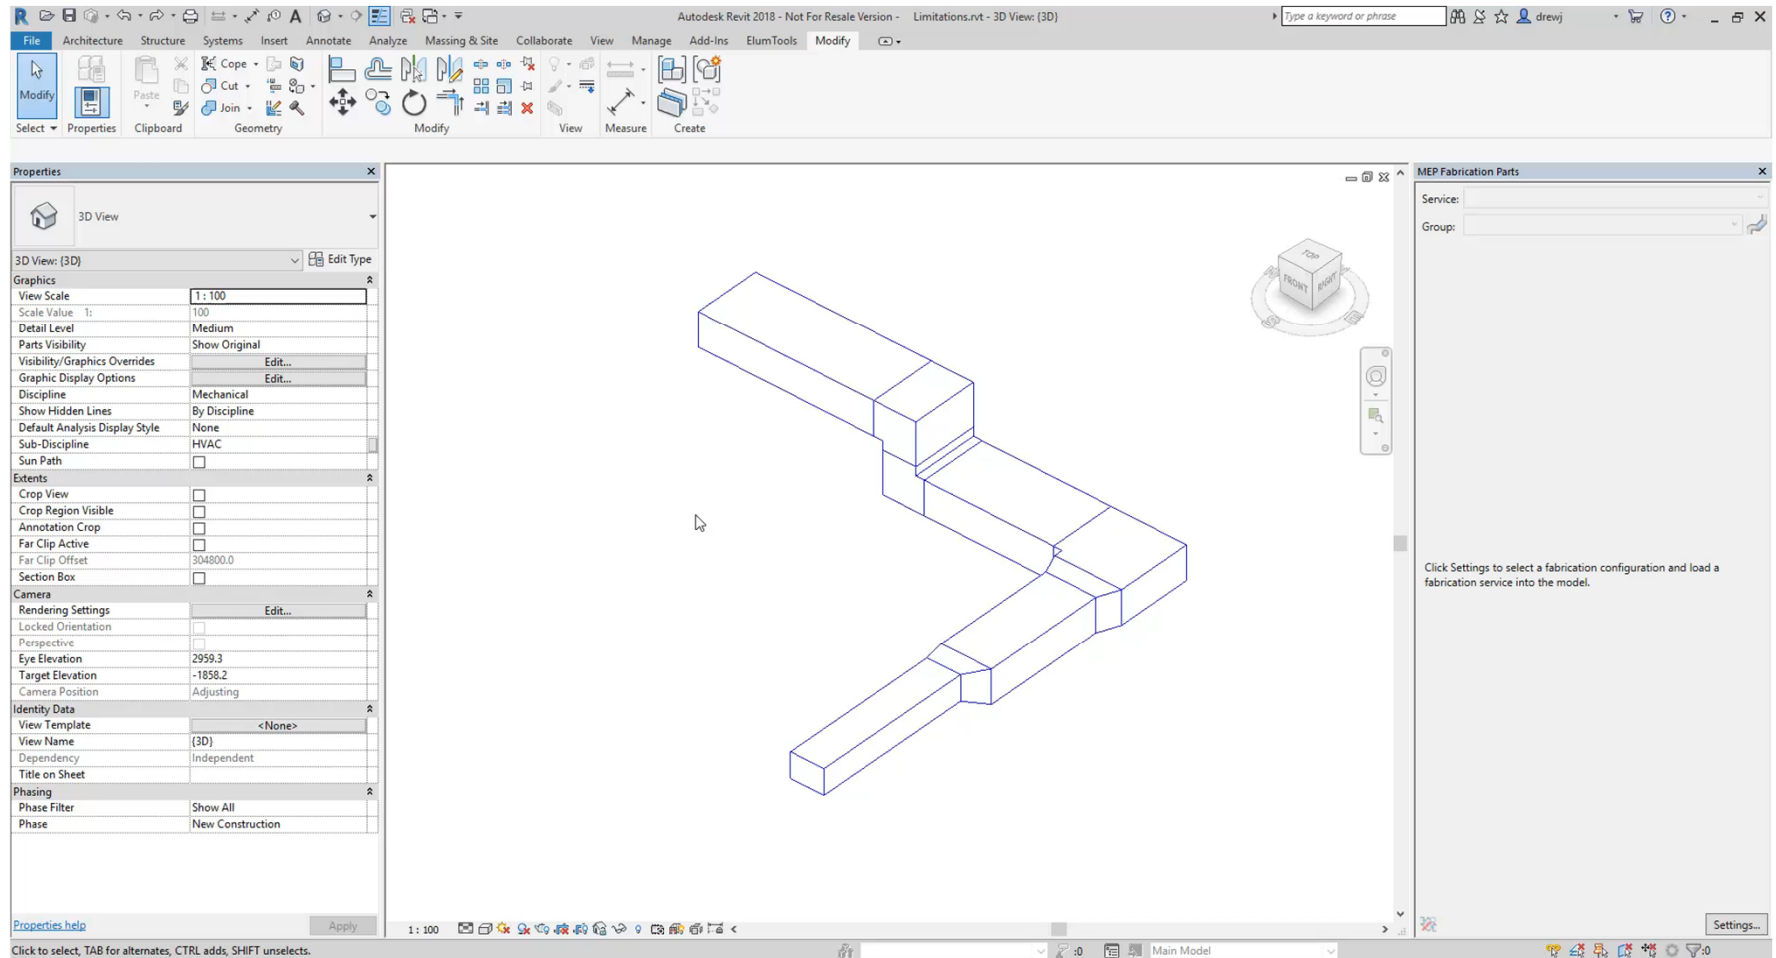 Autodesk Revit 2018 - Not For Resale Version - Limitations.rvt - 3D View: {3D}
Type a keyword or phrase
drewj
File Architecture Structure Systems Insert Annotate Analyze Massing & Site Collaborate View Manage Add-Ins ElumTools Modify
Modify
Paste
Cope
Cut
Join
Select Properties Clipboard Geometry Modify View Measure Create
Properties
3D View
3D View: {3D} Edit Type
Graphics
View Scale 1 : 100
Scale Value 1: 100
Detail Level Medium
Parts Visibility Show Original
Visibility/Graphics Overrides Edit...
Graphic Display Options Edit...
Discipline Mechanical
Show Hidden Lines By Discipline
Default Analysis Display Style None
Sub-Discipline HVAC
Sun Path
Extents
Crop View
Crop Region Visible
Annotation Crop
Far Clip Active
Far Clip Offset 304800.0
Section Box
Camera
Rendering Settings Edit...
Locked Orientation
Perspective
Eye Elevation 2959.3
Target Elevation -1858.2
Camera Position Adjusting
Identity Data
View Template <None>
View Name {3D}
Dependency Independent
Title on Sheet
Phasing
Phase Filter Show All
Phase New Construction
Properties help Apply
TOP
FRONT
RIGHT
1 : 100
MEP Fabrication Parts
Service:
Group:
Click Settings to select a fabrication configuration and load a
fabrication service into the model.
Settings...
Click to select, TAB for alternates, CTRL adds, SHIFT unselects.
:0
Main Model
:0